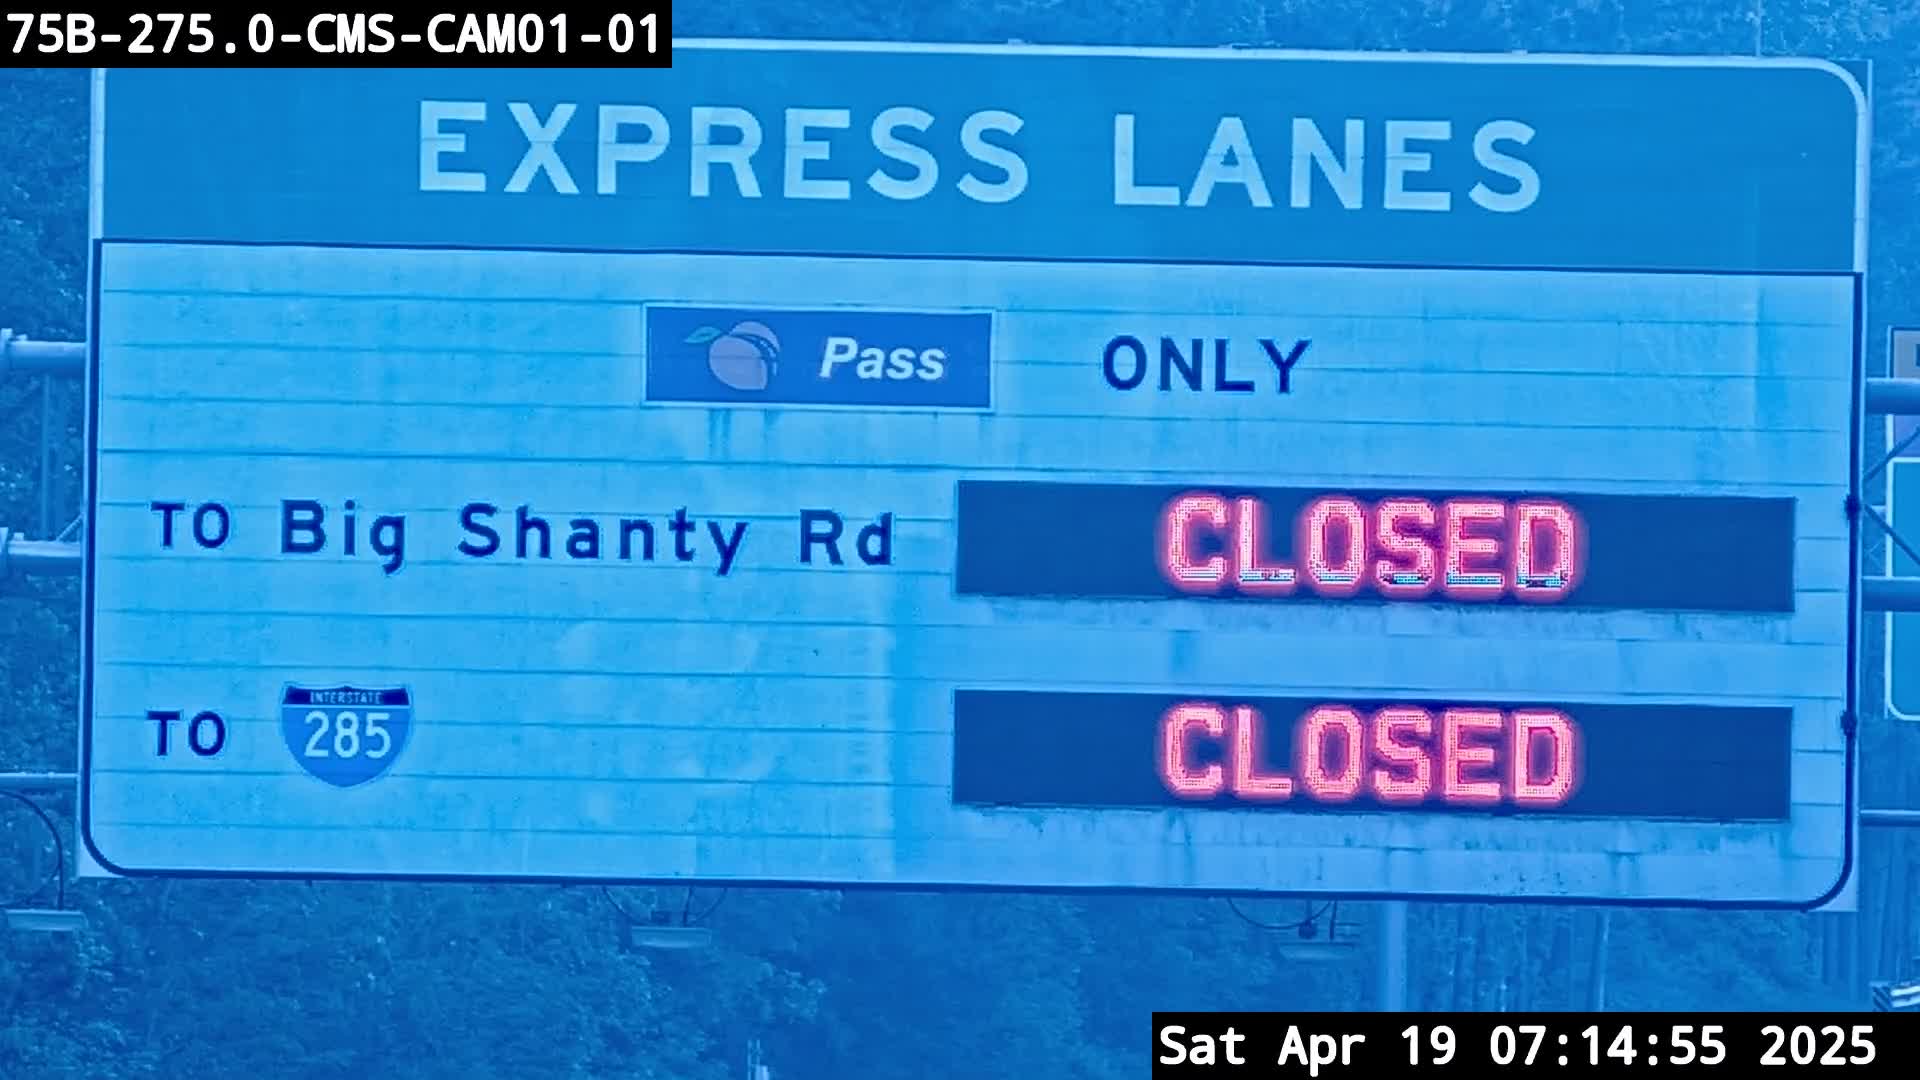 75B-275.0-CMS-CAM01-01
EXPRESS LANES
Pass ONLY
TO Big Shanty Rd CLOSED
TO INTERSTATE 285 CLOSED
Sat Apr 19 07:14:55 2025